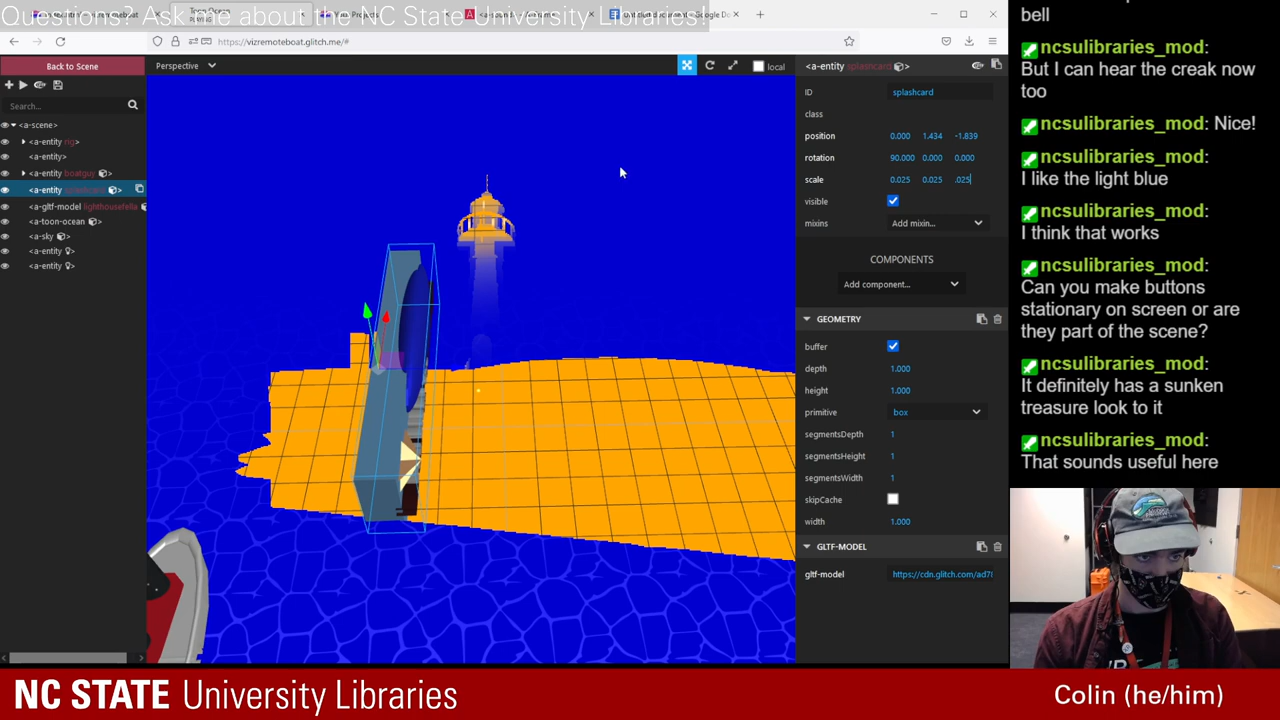 Questions? Ask me about the NC State University Libraries!
https://vizremoteboat.glitch.me/#
Back to Scene
Perspective
local
<a-entity splashcard>
Search...
<a-scene>
<a-entity rig>
<a-entity>
<a-entity boatguy>
<a-entity splashcard>
<a-gltf-model lighthousefella
<a-toon-ocean>
<a-sky>
<a-entity>
<a-entity>
ID splashcard
class
position 0.000 1.434 -1.839
rotation 90.000 0.000 0.000
scale 0.025 0.025 .025
visible
mixins Add mixin...
COMPONENTS
Add component...
GEOMETRY
buffer
depth 1.000
height 1.000
primitive box
segmentsDepth 1
segmentsHeight 1
segmentsWidth 1
skipCache
width 1.000
GLTF-MODEL
gltf-model https://cdn.glitch.com/ad7
bell
ncsulibraries_mod:
But I can hear the creak now
too
ncsulibraries_mod: Nice!
ncsulibraries_mod:
I like the light blue
ncsulibraries_mod:
I think that works
ncsulibraries_mod:
Can you make buttons
stationary on screen or are
they part of the scene?
ncsulibraries_mod:
It definitely has a sunken
treasure look to it
ncsulibraries_mod:
That sounds useful here
NC STATE University Libraries
Colin (he/him)